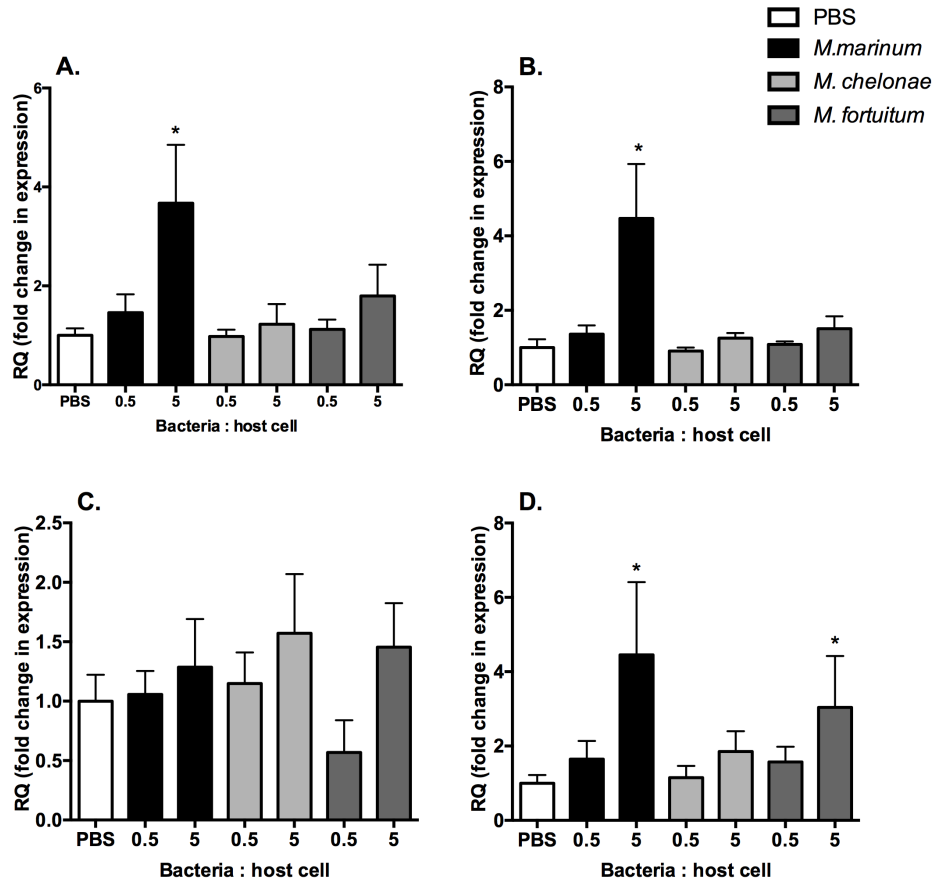 PBS
M.marinum
M. chelonae
M. fortuitum
A.
RQ (fold change in expression)
6
4
2
0
PBS 0.5 5 0.5 5 0.5 5
Bacteria : host cell
*
B.
RQ (fold change in expression)
8
6
4
2
0
PBS 0.5 5 0.5 5 0.5 5
Bacteria : host cell
*
C.
RQ (fold change in expression)
2.5
2.0
1.5
1.0
0.5
0.0
PBS 0.5 5 0.5 5 0.5 5
Bacteria : host cell
D.
RQ (fold change in expression)
8
6
4
2
0
PBS 0.5 5 0.5 5 0.5 5
Bacteria : host cell
* *